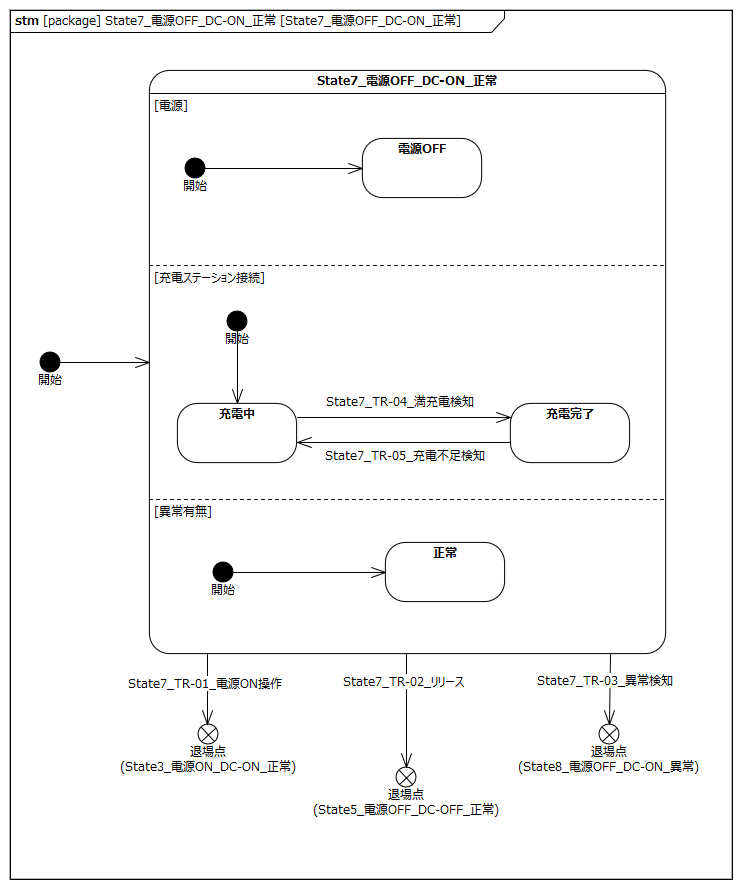 stm [package] State7_電源OFF_DC-ON_正常 [State7_電源OFF_DC-ON_正常]
State7_電源OFF_DC-ON_正常
[電源]
電源OFF
開始
[充電ステーション接続]
開始
開始
充電中
State7_TR-04_満充電検知
充電完了
State7_TR-05_充電不足検知
[異常有無]
正常
開始
State7_TR-01_電源ON操作
State7_TR-02_リリース
State7_TR-03_異常検知
退場点
(State3_電源ON_DC-ON_正常)
退場点
(State8_電源OFF_DC-ON_異常)
退場点
(State5_電源OFF_DC-OFF_正常)